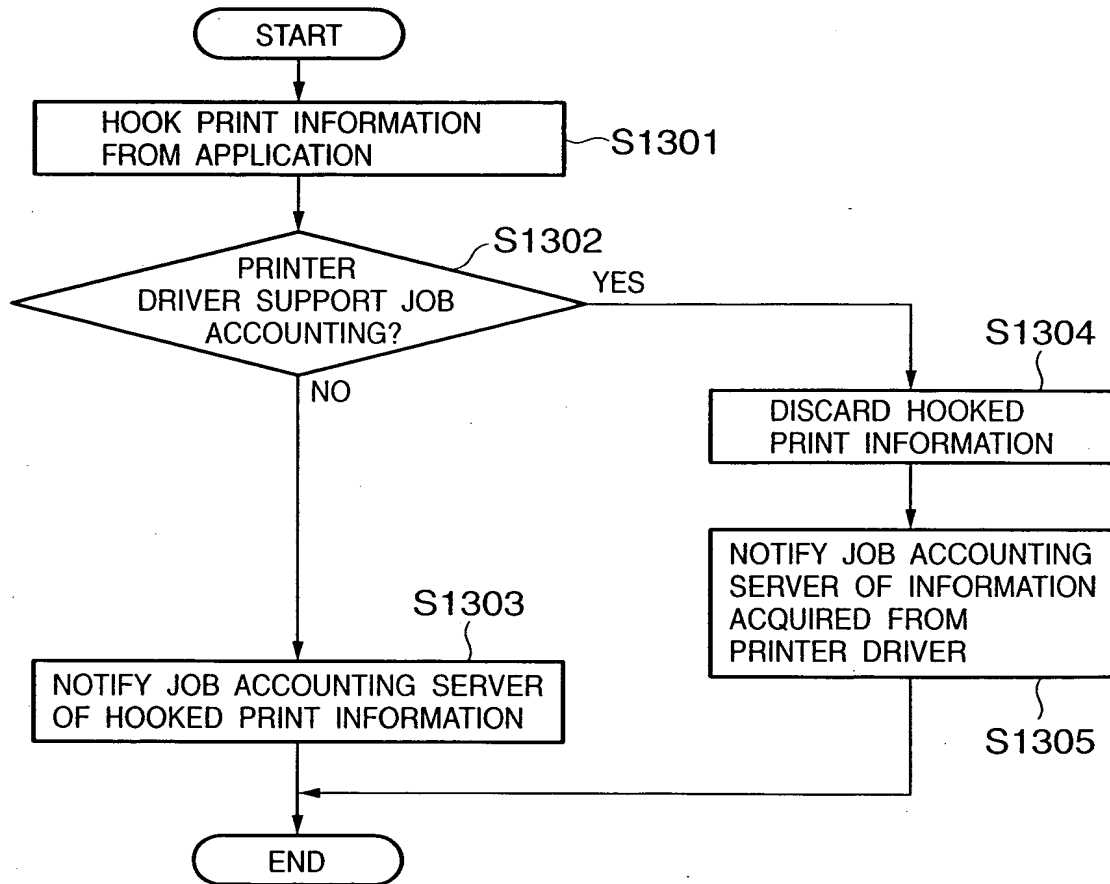 START
HOOK PRINT INFORMATION
FROM APPLICATION
S1301
S1302
PRINTER
DRIVER SUPPORT JOB
ACCOUNTING?
YES
NO
S1304
DISCARD HOOKED
PRINT INFORMATION
NOTIFY JOB ACCOUNTING
SERVER OF INFORMATION
ACQUIRED FROM
PRINTER DRIVER
S1305
S1303
NOTIFY JOB ACCOUNTING SERVER
OF HOOKED PRINT INFORMATION
END